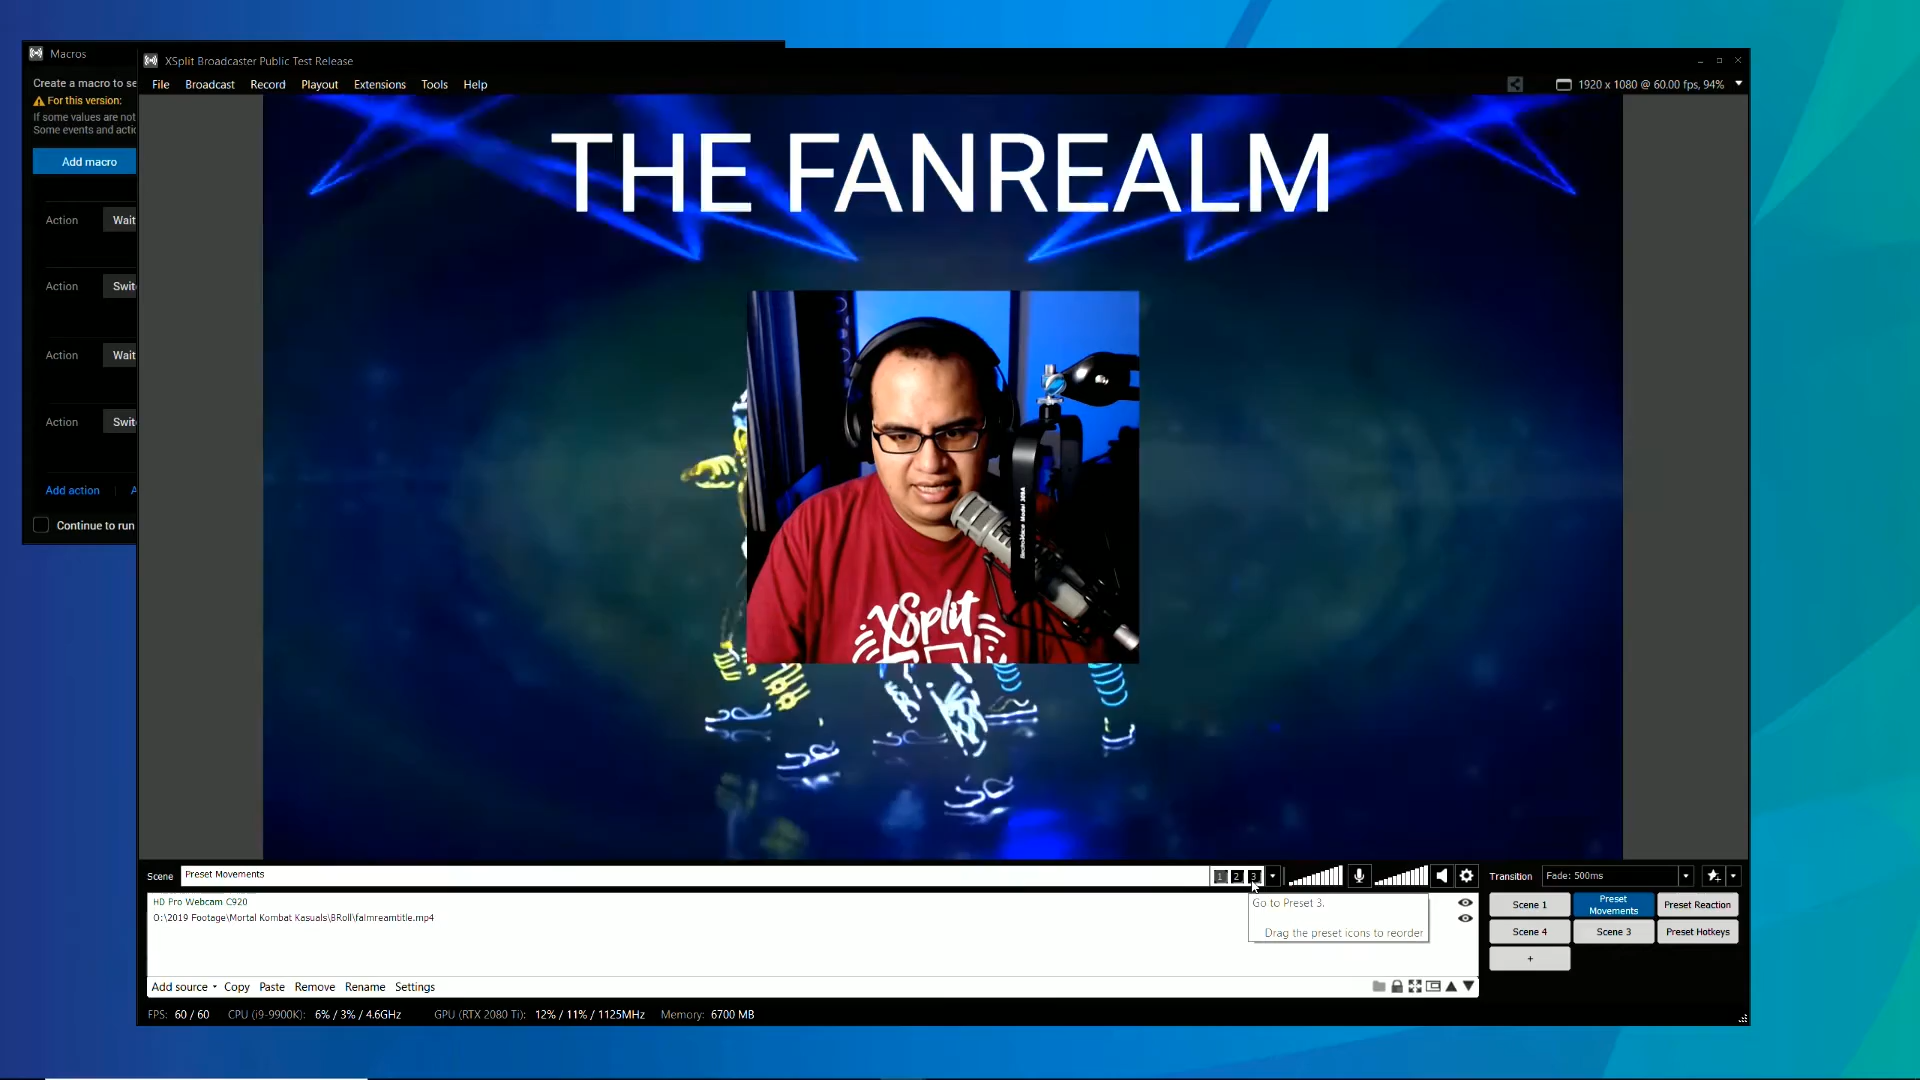 Macros
Create a macro to se
For this version:
If some values are not
Some events and actic
Add macro
Action Wait
Action Swit
Action Wait
Action Swit
Add action
Continue to run
XSplit Broadcaster Public Test Release
File Broadcast Record Playout Extensions Tools Help
1920 x 1080 @ 60.00 fps, 94%
THE FANREALM
XSplit
Scene Preset Movements
1 2 3
Transition Fade: 500ms
HD Pro Webcam C920
O:\2019 Footage\Mortal Kombat Kasuals\BRoll\falmreamtitle.mp4
Go to Preset 3.
Drag the preset icons to reorder
Scene 1
Preset
Movements
Preset Reaction
Scene 4 Scene 3 Preset Hotkeys
+
Add source Copy Paste Remove Rename Settings
FPS: 60 / 60 CPU (i9-9900K): 6% / 3% / 4.6GHz GPU (RTX 2080 Ti): 12% / 11% / 1125MHz Memory: 6700 MB